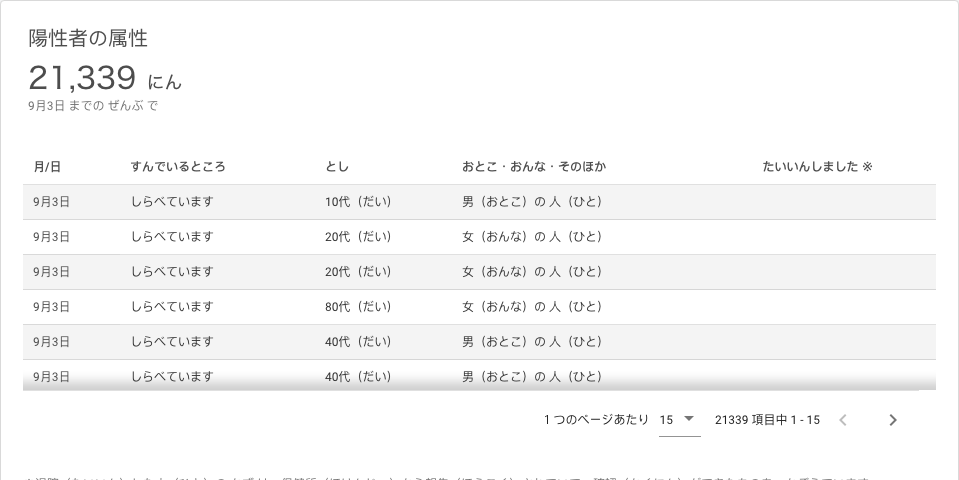 陽性者の属性
21,339 にん
9月3日 までの ぜんぶ で
月/日 すんでいるところ とし おとこ・おんな・そのほか たいいんしました ※
9月3日 しらべています 10代（だい） 男（おとこ）の 人（ひと）
9月3日 しらべています 20代（だい） 女（おんな）の 人（ひと）
9月3日 しらべています 20代（だい） 女（おんな）の 人（ひと）
9月3日 しらべています 80代（だい） 女（おんな）の 人（ひと）
9月3日 しらべています 40代（だい） 男（おとこ）の 人（ひと）
9月3日 しらべています 40代（だい） 男（おとこ）の 人（ひと）
1 つのページあたり 15 21339 項目中 1 - 15